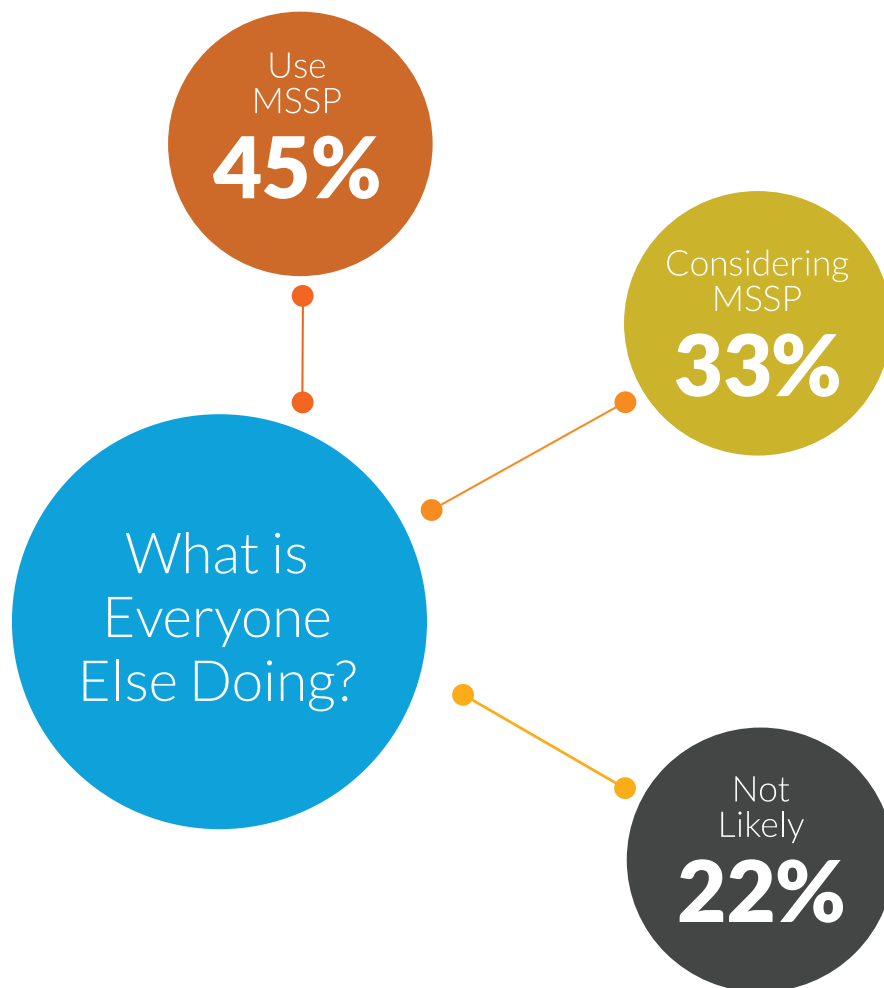 Use
MSSP
45%
Considering
MSSP
33%
What is
Everyone
Else Doing?
Not
Likely
22%